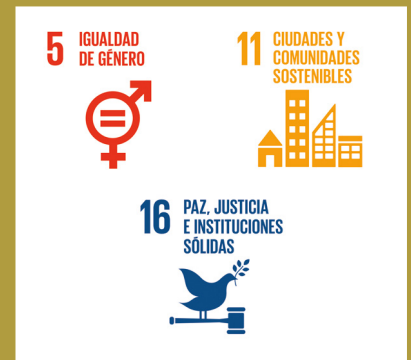 5 IGUALDAD
DE GÉNERO
11 CIUDADES Y
COMUNIDADES
SOSTENIBLES
16 PAZ, JUSTICIA
E INSTITUCIONES
SÓLIDAS